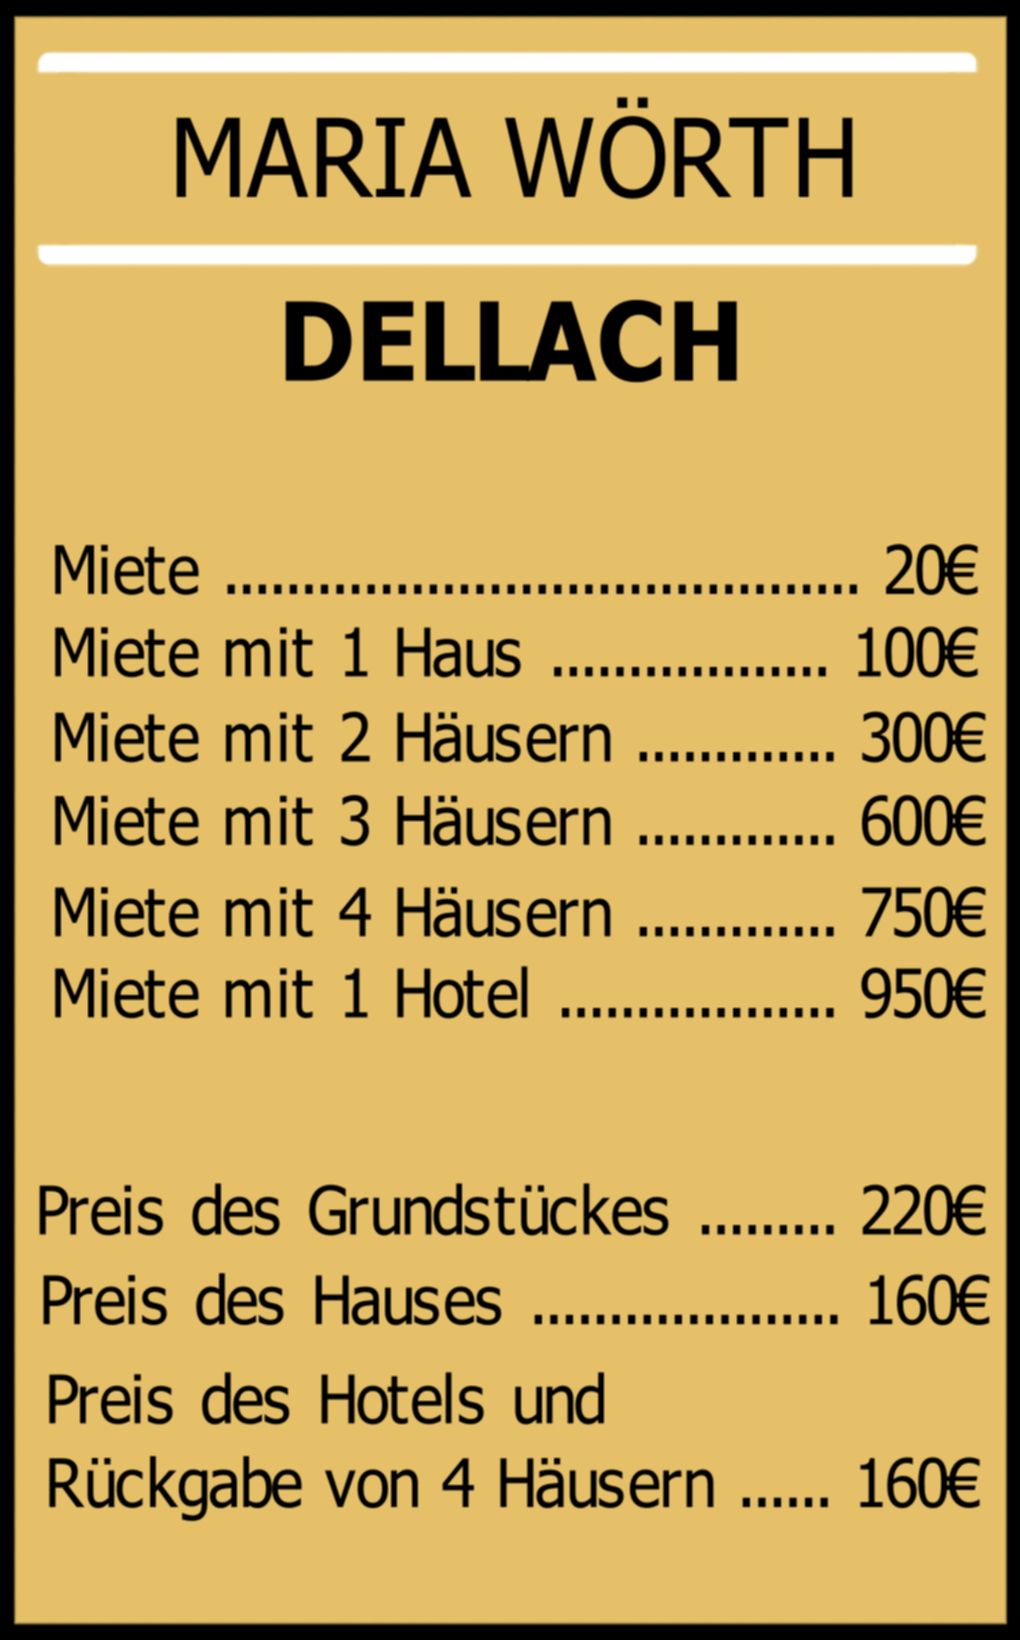 MARIA WÖRTH
DELLACH
Miete ......................................... 20€
Miete mit 1 Haus .................. 100€
Miete mit 2 Häusern ............. 300€
Miete mit 3 Häusern ............. 600€
Miete mit 4 Häusern ............. 750€
Miete mit 1 Hotel .................. 950€
Preis des Grundstückes ......... 220€
Preis des Hauses .................... 160€
Preis des Hotels und
Rückgabe von 4 Häusern ...... 160€